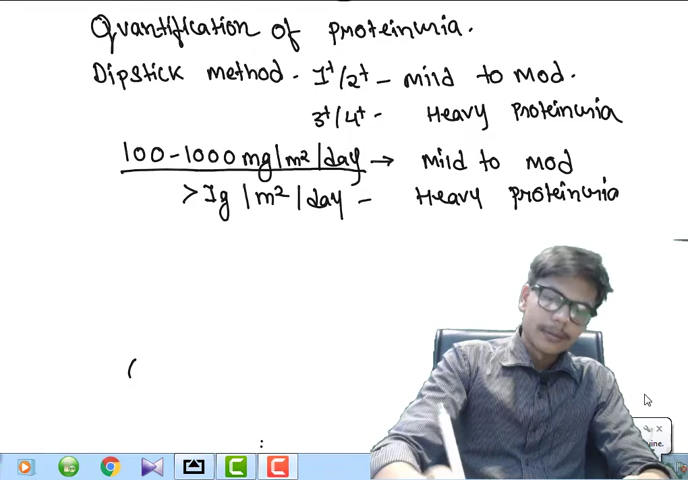 Quantification of proteinuria.
Dipstick method - 1+/2+ - mild to mod.
3+/4+ - Heavy proteinuria
100-1000 mg/m²/day → mild to mod
>1g/m²/day - Heavy proteinuria
(